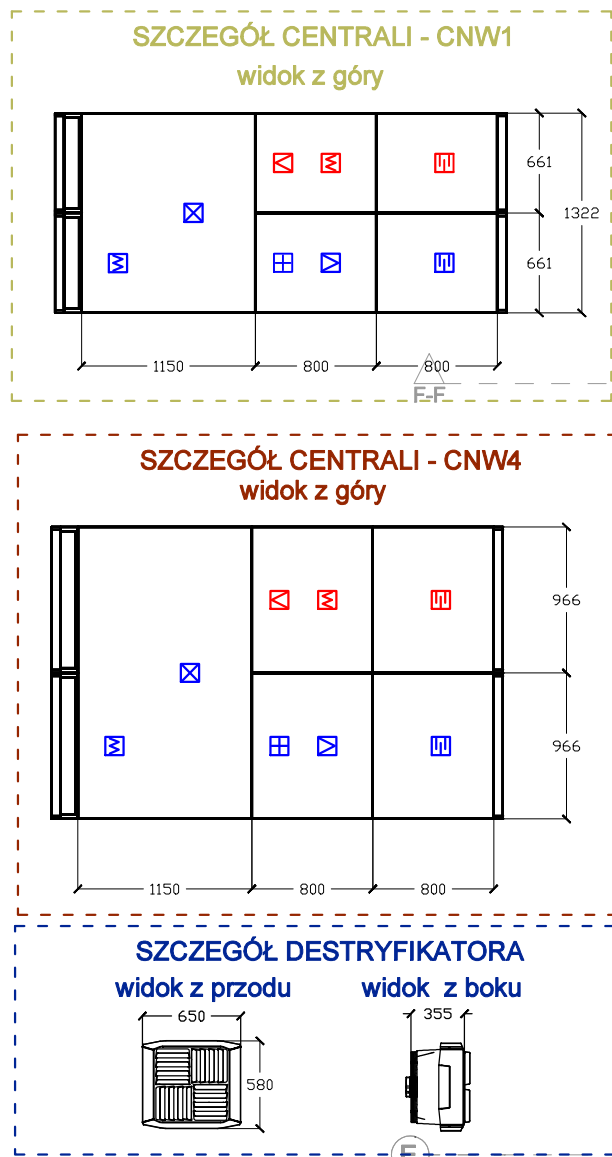 SZCZEGÓŁ CENTRALI - CNW1
widok z góry
661
1322
661
1150
800
800
F-F
SZCZEGÓŁ CENTRALI - CNW4
widok z góry
966
966
1150
800
800
SZCZEGÓŁ DESTRYFIKATORA
widok z przodu
widok z boku
650
355
580